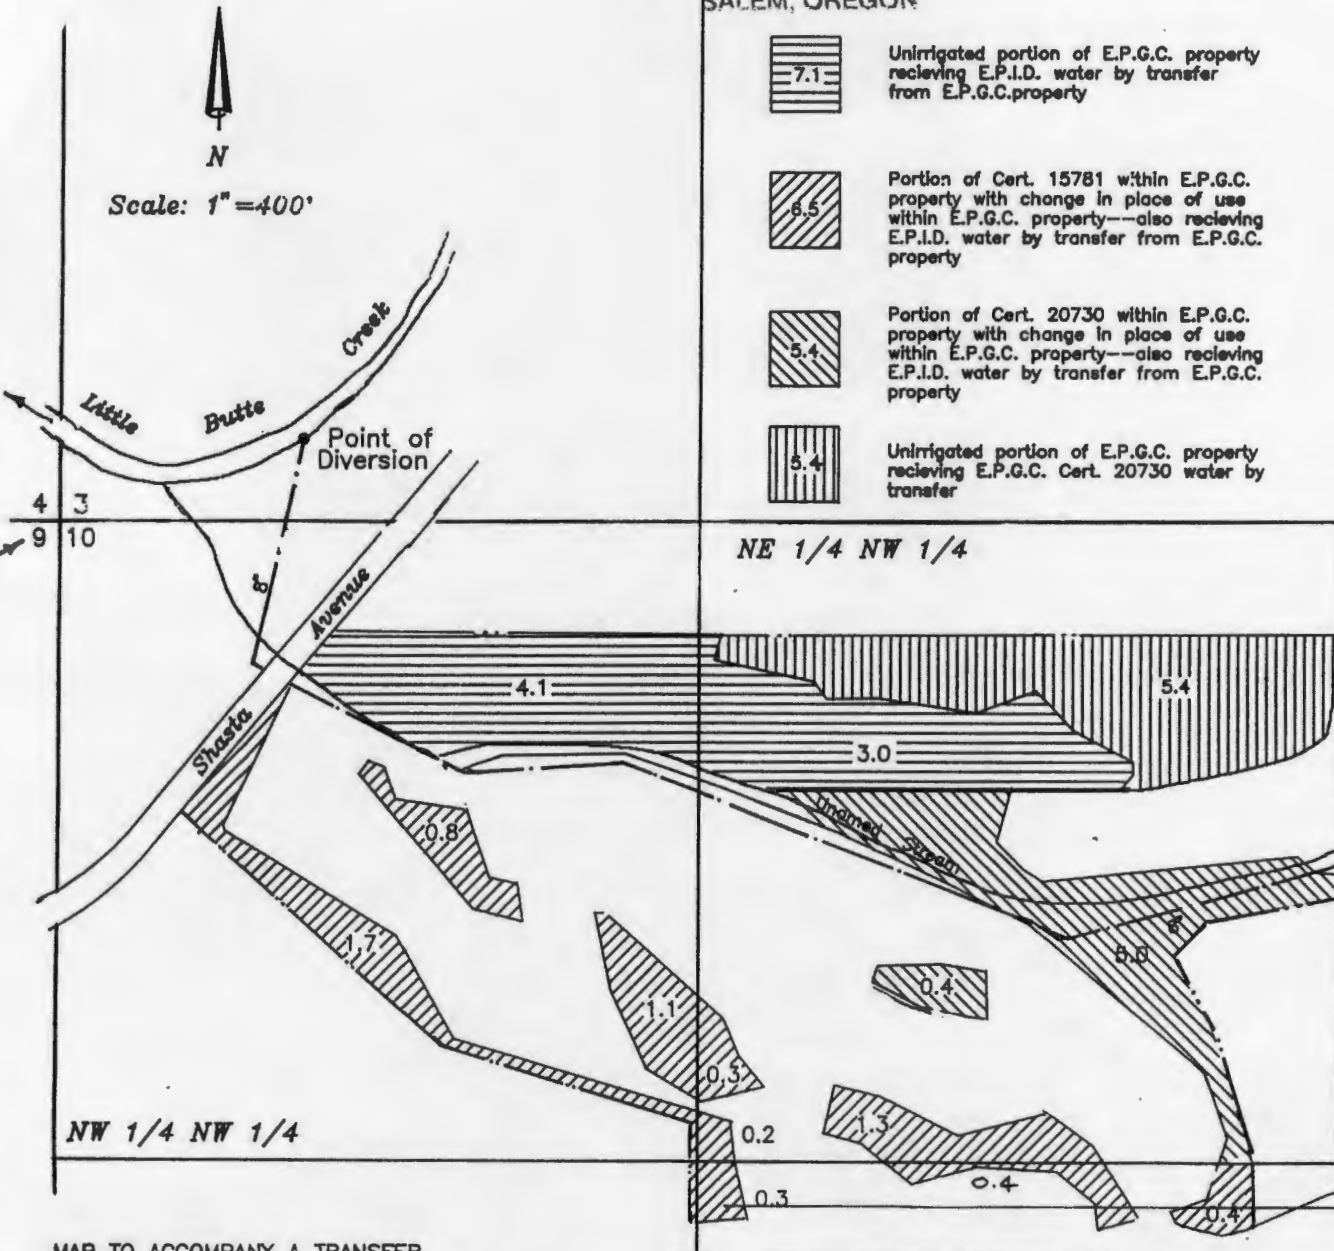 SALEM, OREGON
7.1
Unirrigated portion of E.P.G.C. property
recieving E.P.I.D. water by transfer
from E.P.G.C.property
6.5
Portion of Cert. 15781 within E.P.G.C.
property with change in place of use
within E.P.G.C. property--also recieving
E.P.I.D. water by transfer from E.P.G.C.
property
5.4
Portion of Cert. 20730 within E.P.G.C.
property with change in place of use
within E.P.G.C. property--also recieving
E.P.I.D. water by transfer from E.P.G.C.
property
5.4
Unirrigated portion of E.P.G.C. property
recieving E.P.G.C. Cert. 20730 water by
transfer
N
Scale: 1"=400'
Little Butte Creek
Point of
Diversion
4 3
9 10
8"
NE 1/4 NW 1/4
Shasta Avenue
4.1
5.4
3.0
Unamed Stream
0.8
1.7
8"
5.0
0.4
1.1
0.3
1.3
NW 1/4 NW 1/4
0.2
0.4
0.3
0.4
MAP TO ACCOMPANY A TRANSFER